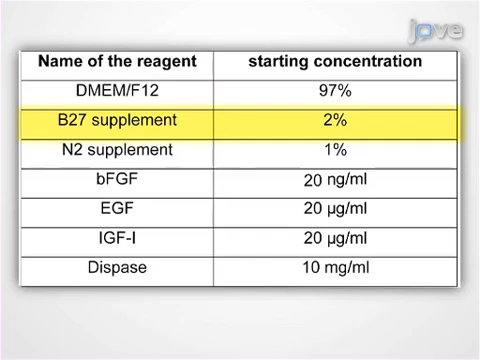 jove
Name of the reagent starting concentration
DMEM/F12 97%
B27 supplement 2%
N2 supplement 1%
bFGF 20 ng/ml
EGF 20 µg/ml
IGF-I 20 µg/ml
Dispase 10 mg/ml